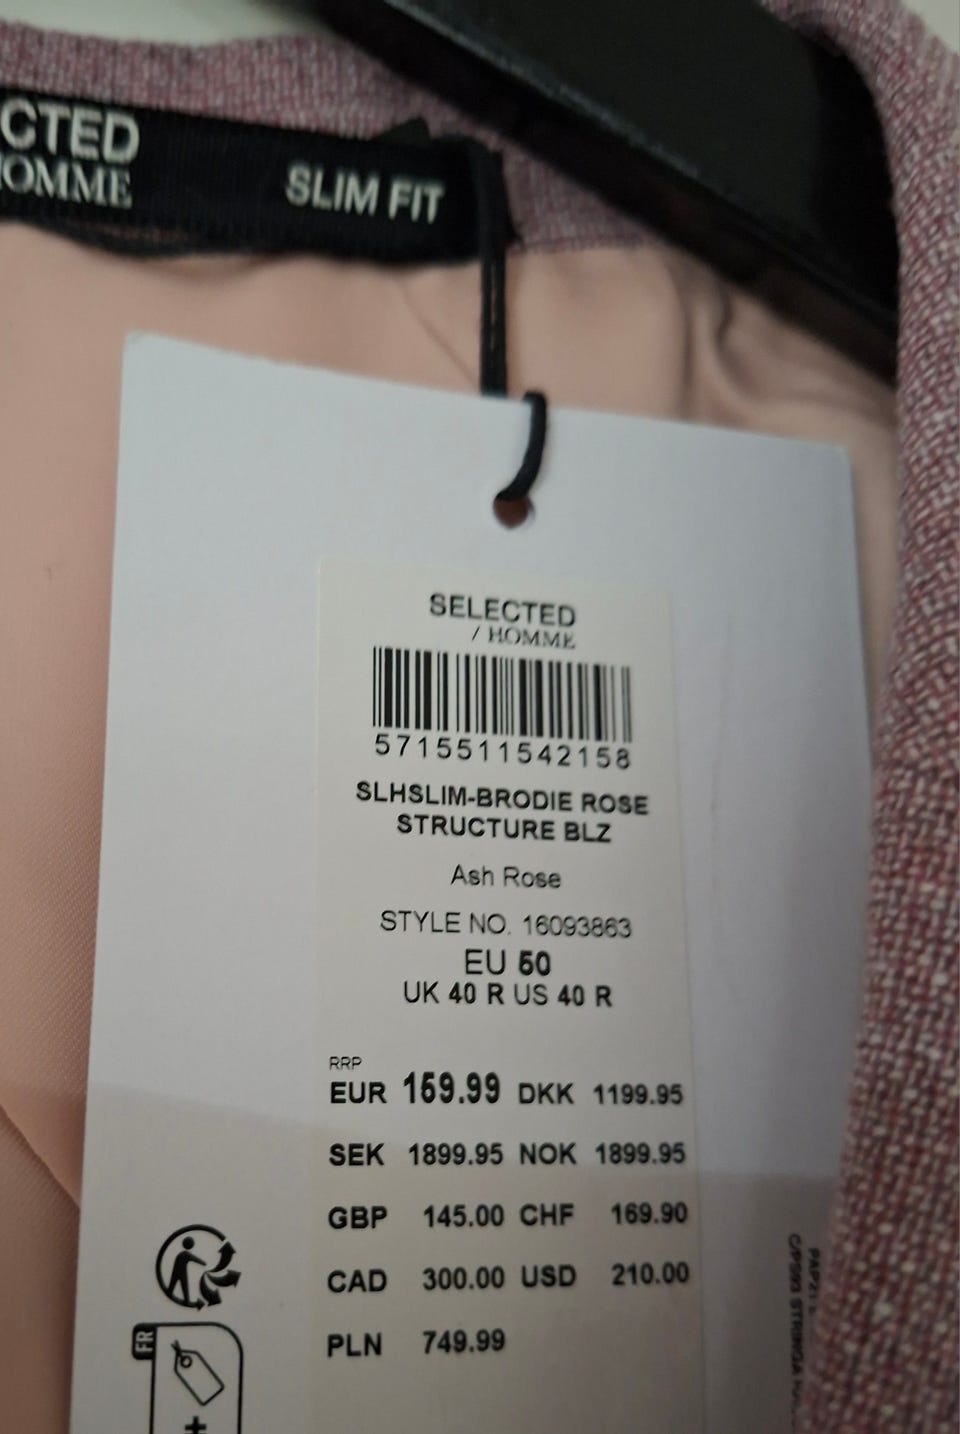 CTED
HOMME
SLIM FIT
SELECTED
/ HOMME
5715511542158
SLHSLIM-BRODIE ROSE
STRUCTURE BLZ
Ash Rose
STYLE NO. 16093863
EU 50
UK 40 R US 40 R
RRP
EUR 159.99 DKK 1199.95
SEK 1899.95 NOK 1899.95
GBP 145.00 CHF 169.90
CAD 300.00 USD 210.00
PLN 749.99
FR
+